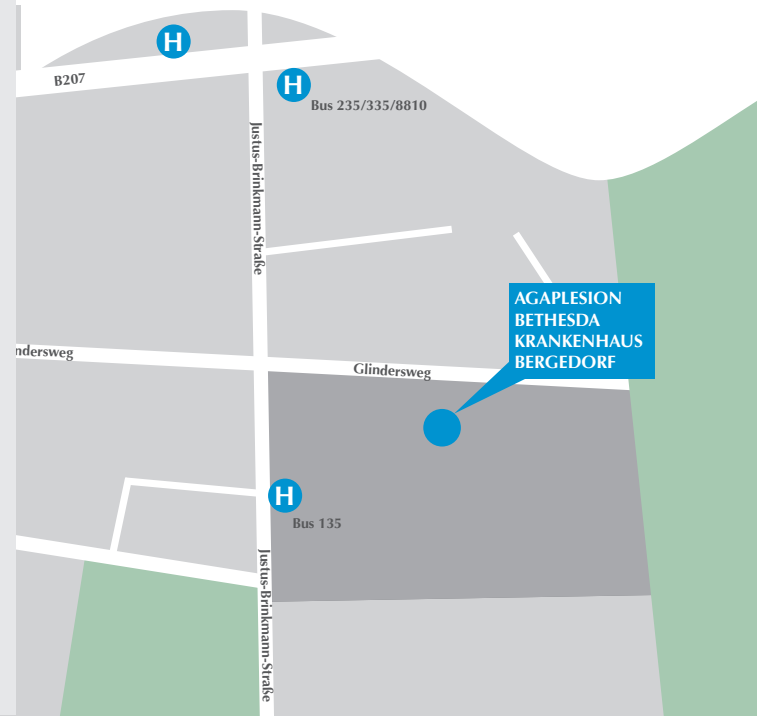 H
B207
H
Bus 235/335/8810
Justus-Brinkmann-Straße
AGAPLESION
BETHESDA
KRANKENHAUS
BERGEDORF
ndersweg
Glindersweg
H
Bus 135
Justus-Brinkmann-Straße